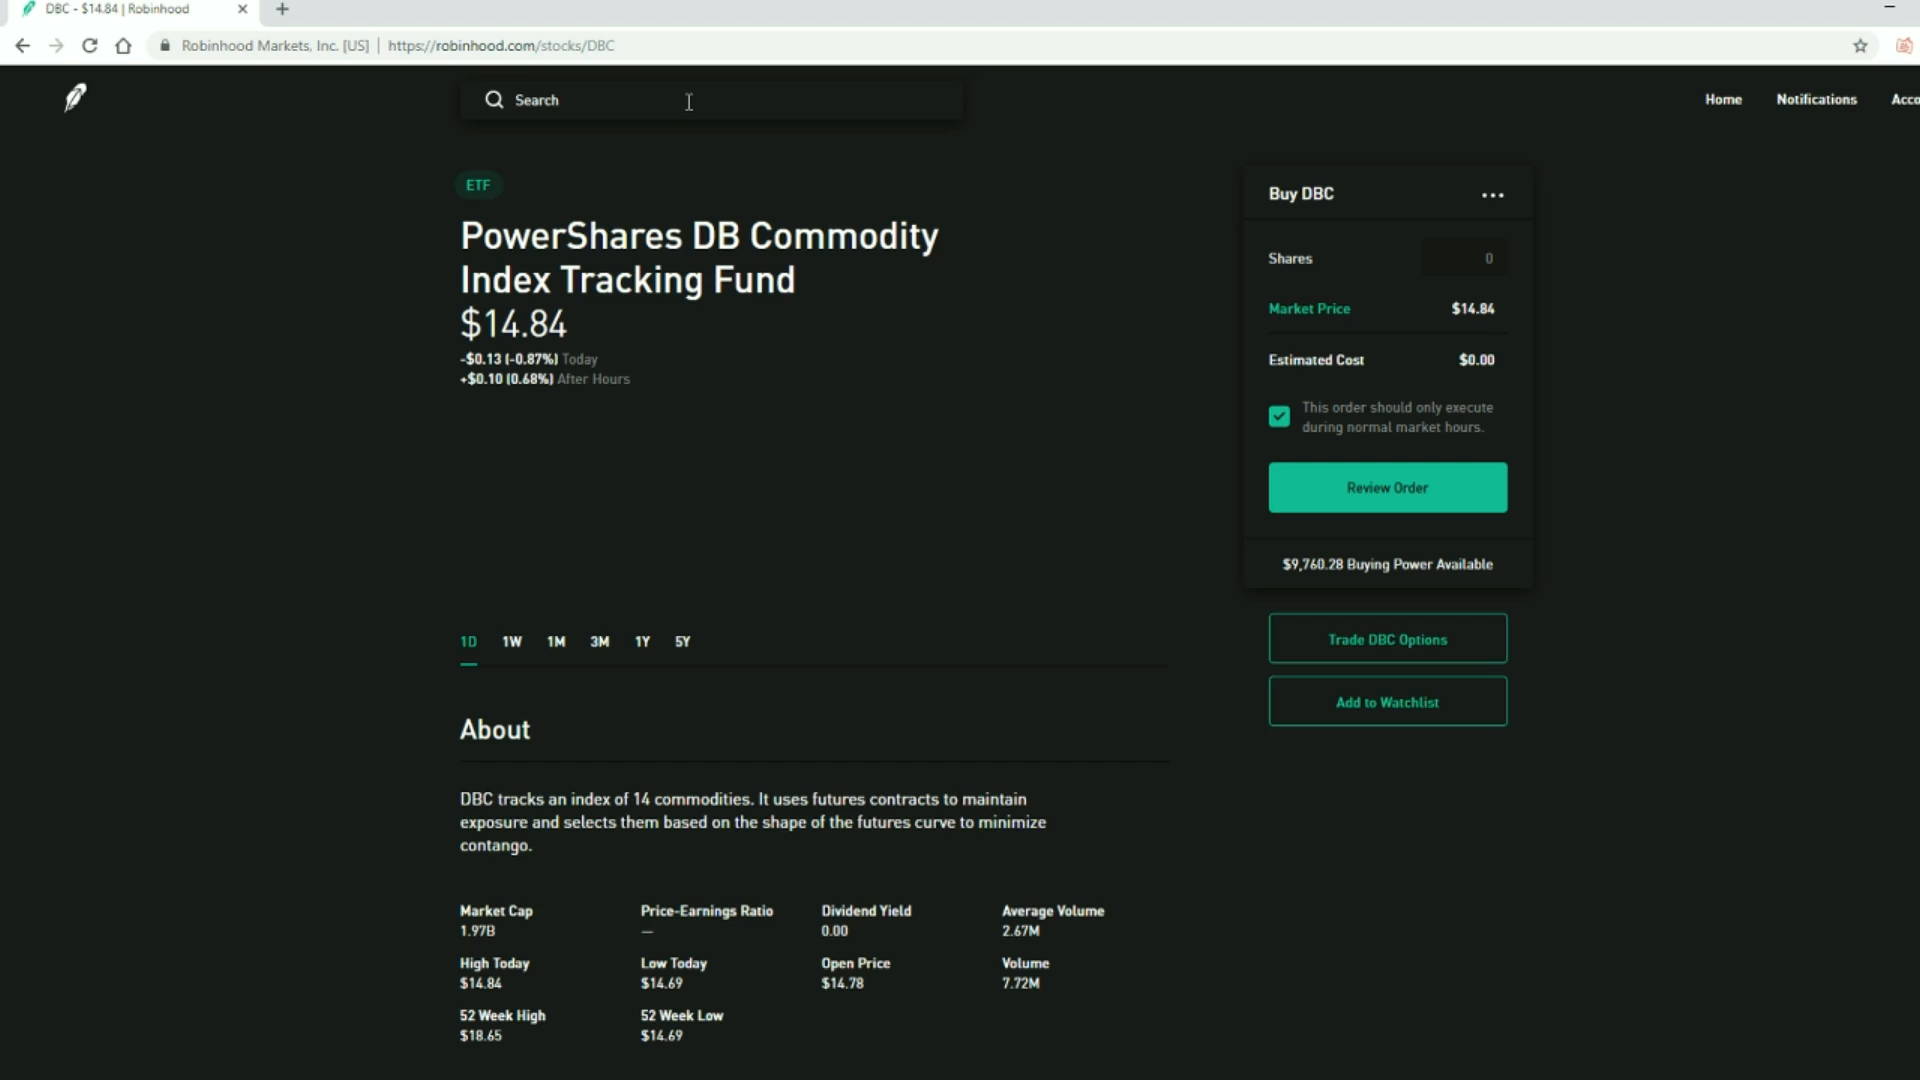 DBC - $14.84 | Robinhood
Robinhood Markets, Inc. [US] | https://robinhood.com/stocks/DBC
Search
Home Notifications Acco
ETF
PowerShares DB Commodity
Index Tracking Fund
$14.84
-$0.13 (-0.87%) Today
+$0.10 (0.68%) After Hours
Buy DBC
Shares 0
Market Price $14.84
Estimated Cost $0.00
This order should only execute
during normal market hours.
Review Order
$9,760.28 Buying Power Available
Trade DBC Options
Add to Watchlist
1D 1W 1M 3M 1Y 5Y
About
DBC tracks an index of 14 commodities. It uses futures contracts to maintain
exposure and selects them based on the shape of the futures curve to minimize
contango.
Market Cap Price-Earnings Ratio Dividend Yield Average Volume
1.97B — 0.00 2.67M
High Today Low Today Open Price Volume
$14.84 $14.69 $14.78 7.72M
52 Week High 52 Week Low
$18.65 $14.69